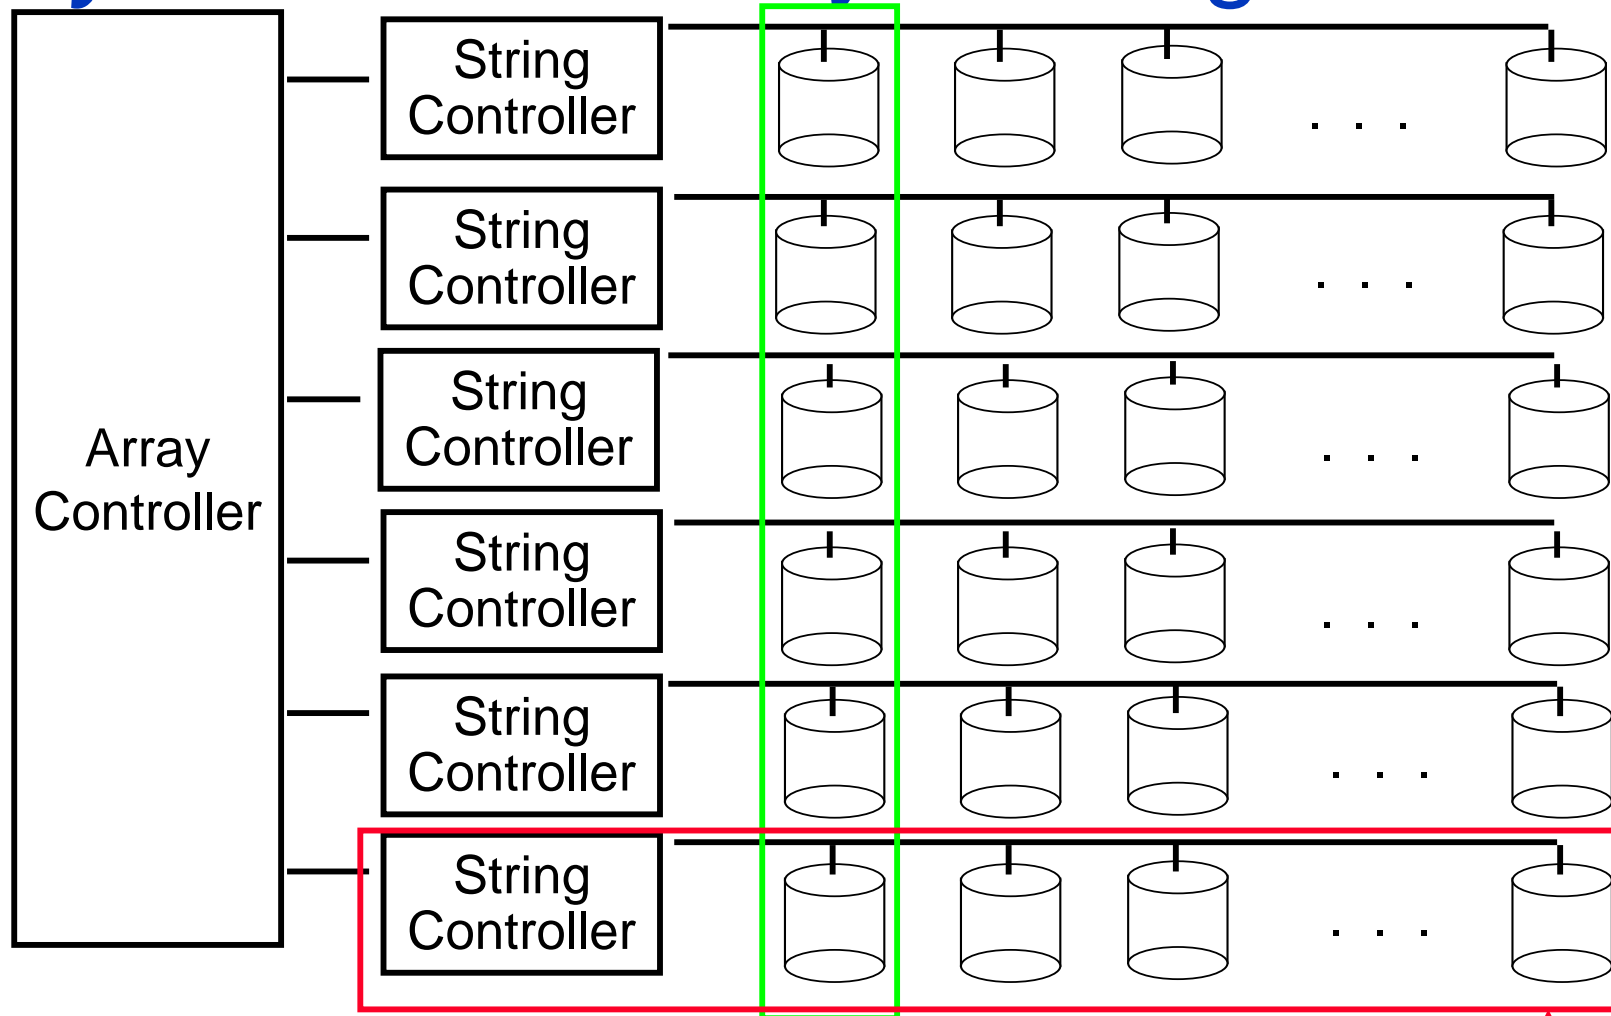 String
Controller
. . .
String
Controller
. . .
String
Controller
. . .
Array
Controller
String
Controller
. . .
String
Controller
. . .
String
Controller
. . .